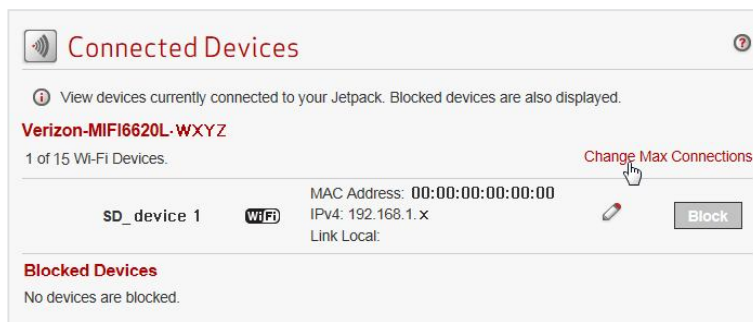 Connected Devices
View devices currently connected to your Jetpack. Blocked devices are also displayed.
Verizon-MIFI6620L-WXYZ
1 of 15 Wi-Fi Devices.
Change Max Connections
SD_device 1
WiFi
MAC Address: 00:00:00:00:00:00
IPv4: 192.168.1.x
Link Local:
Block
Blocked Devices
No devices are blocked.